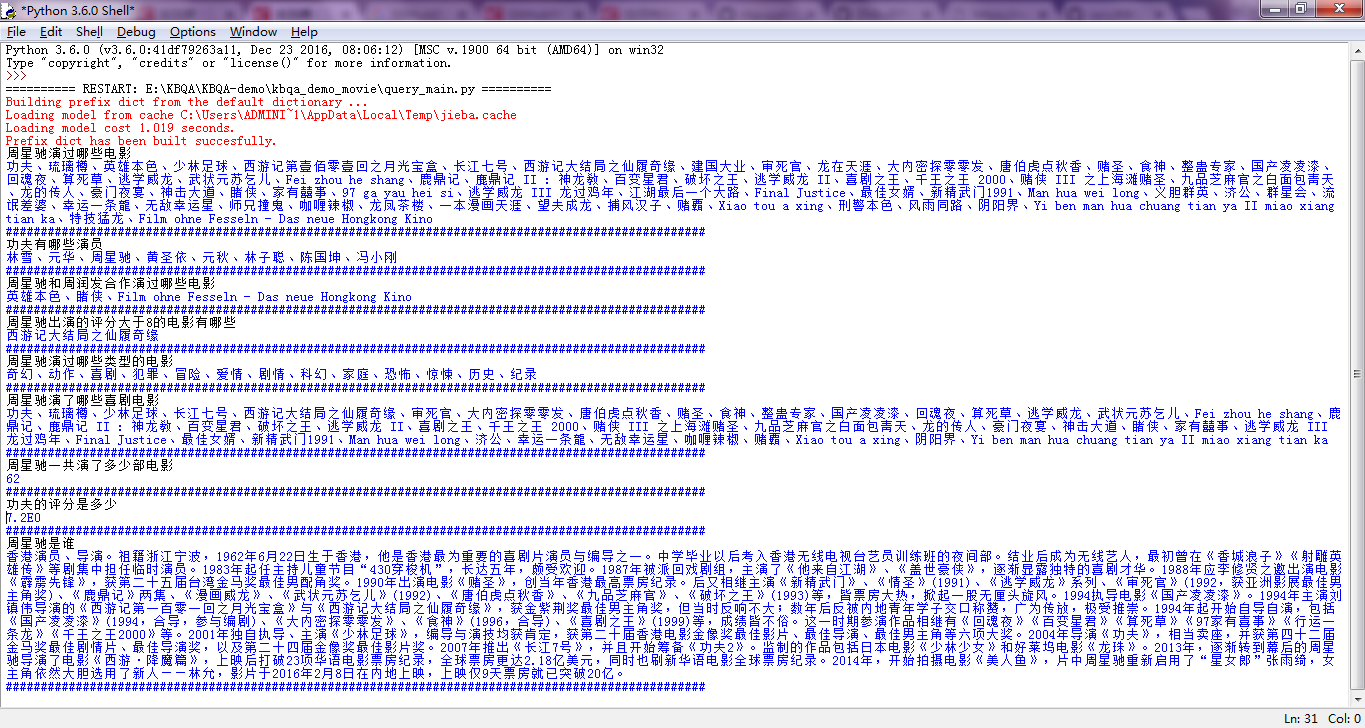 *Python 3.6.0 Shell*
File Edit Shell Debug Options Window Help
Python 3.6.0 (v3.6.0:41df79263a11, Dec 23 2016, 08:06:12) [MSC v.1900 64 bit (AMD64)] on win32
Type "copyright", "credits" or "license()" for more information.
>>>
========== RESTART: E:\KBQA\KBQA-demo\kbqa_demo_movie\query_main.py ==========
Building prefix dict from the default dictionary ...
Loading model from cache C:\Users\ADMINI~1\AppData\Local\Temp\jieba.cache
Loading model cost 1.019 seconds.
Prefix dict has been built succesfully.
周星驰演过哪些电影
功夫、琉璃樽、英雄本色、少林足球、西游记第壹佰零壹回之月光宝盒、长江七号、西游记大结局之仙履奇缘、建国大业、审死官、龙在天涯、大内密探零零发、唐伯虎点秋香、赌圣、食神、整蛊专家、国产凌凌漆、
回魂夜、算死草、逃学威龙、武状元苏乞儿、Fei zhou he shang、鹿鼎记、鹿鼎记 II：神龙教、百变星君、破坏之王、逃学威龙 II、喜剧之王、千王之王 2000、赌侠 III 之上海滩赌圣、九品芝麻官之白面包青天
、龙的传人、豪门夜宴、神击大道、赌侠、家有囍事、97 ga yau hei si、逃学威龙 III 龙过鸡年、江湖最后一个大佬、Final Justice、最佳女婿、新精武门1991、Man hua wei long、义胆群英、济公、群星会、流
氓差婆、幸运一条龍、无敌幸运星、师兄撞鬼、咖喱辣椒、龙凤茶楼、一本漫画天涯、望夫成龙、捕风汉子、赌霸、Xiao tou a xing、刑警本色、风雨同路、阴阳界、Yi ben man hua chuang tian ya II miao xiang
tian ka、特技猛龙、Film ohne Fesseln - Das neue Hongkong Kino
####################################################################################################
功夫有哪些演员
林雪、元华、周星驰、黄圣依、元秋、林子聪、陈国坤、冯小刚
####################################################################################################
周星驰和周润发合作演过哪些电影
英雄本色、赌侠、Film ohne Fesseln - Das neue Hongkong Kino
####################################################################################################
周星驰出演的评分大于8的电影有哪些
西游记大结局之仙履奇缘
####################################################################################################
周星驰演过哪些类型的电影
奇幻、动作、喜剧、犯罪、冒险、爱情、剧情、科幻、家庭、恐怖、惊悚、历史、纪录
####################################################################################################
周星驰演了哪些喜剧电影
功夫、琉璃樽、少林足球、长江七号、西游记大结局之仙履奇缘、审死官、大内密探零零发、唐伯虎点秋香、赌圣、食神、整蛊专家、国产凌凌漆、回魂夜、算死草、逃学威龙、武状元苏乞儿、Fei zhou he shang、鹿
鼎记、鹿鼎记 II：神龙教、百变星君、破坏之王、逃学威龙 II、喜剧之王、千王之王 2000、赌侠 III 之上海滩赌圣、九品芝麻官之白面包青天、龙的传人、豪门夜宴、神击大道、赌侠、家有囍事、逃学威龙 III
龙过鸡年、Final Justice、最佳女婿、新精武门1991、Man hua wei long、济公、幸运一条龍、无敌幸运星、咖喱辣椒、赌霸、Xiao tou a xing、阴阳界、Yi ben man hua chuang tian ya II miao xiang tian ka
####################################################################################################
周星驰一共演了多少部电影
62
####################################################################################################
功夫的评分是多少
7.2E0
####################################################################################################
周星驰是谁
香港演员、导演。祖籍浙江宁波，1962年6月22日生于香港，他是香港最为重要的喜剧片演员与编导之一。中学毕业以后考入香港无线电视台艺员训练班的夜间部。结业后成为无线艺人，最初曾在《香城浪子》《射雕英
雄传》等剧集中担任临时演员。1983年起任主持儿童节目“430穿梭机”，长达五年，颇受欢迎。1987年被派回戏剧组，主演了《他来自江湖》、《盖世豪侠》，逐渐显露独特的喜剧才华。1988年应李修贤之邀出演电影
《霹雳先锋》，获第二十五届台湾金马奖最佳男配角奖。1990年出演电影《赌圣》，创当年香港最高票房纪录。后又相继主演《新精武门》、《情圣》(1991)、《逃学威龙》系列、《审死官》(1992，获亚洲影展最佳男
主角奖)、《鹿鼎记》两集、《漫画威龙》、《武状元苏乞儿》(1992)、《唐伯虎点秋香》、《九品芝麻官》、《破坏之王》(1993)等，皆票房大热，掀起一股无厘头旋风。1994执导电影《国产凌凌漆》。1994年主演刘
镇伟导演的《西游记第一百零一回之月光宝盒》与《西游记大结局之仙履奇缘》，获金紫荆奖最佳男主角奖，但当时反响不大；数年后反被内地青年学子交口称赞，广为传放，极受推崇。1994年起开始自导自演，包括
《国产凌凌漆》(1994，合导，参与编剧)、《大内密探零零发》、《食神》(1996，合导)、《喜剧之王》(1999)等，成绩皆不俗。这一时期参演作品相继有《回魂夜》《百变星君》《算死草》《97家有喜事》《行运一
条龙》《千王之王2000》等。2001年独自执导、主演《少林足球》，编导与演技均获肯定，获第二十届香港电影金像奖最佳影片、最佳导演、最佳男主角等六项大奖。2004年导演《功夫》，相当卖座，并获第四十二届
金马奖最佳剧情片、最佳导演奖，以及第二十四届金像奖最佳影片奖。2007年推出《长江7号》，并且开始筹备《功夫2》。监制的作品包括日本电影《少林少女》和好莱坞电影《龙珠》。2013年，逐渐转到幕后的周星
驰导演了电影《西游·降魔篇》，上映后打破23项华语电影票房纪录，全球票房更达2.18亿美元，同时也刷新华语电影全球票房纪录。2014年，开始拍摄电影《美人鱼》，片中周星驰重新启用了“星女郎”张雨绮，女
主角依然大胆选用了新人－－林允，影片于2016年2月8日在内地上映，上映仅9天票房就已突破20亿。
####################################################################################################
Ln: 31 Col: 0